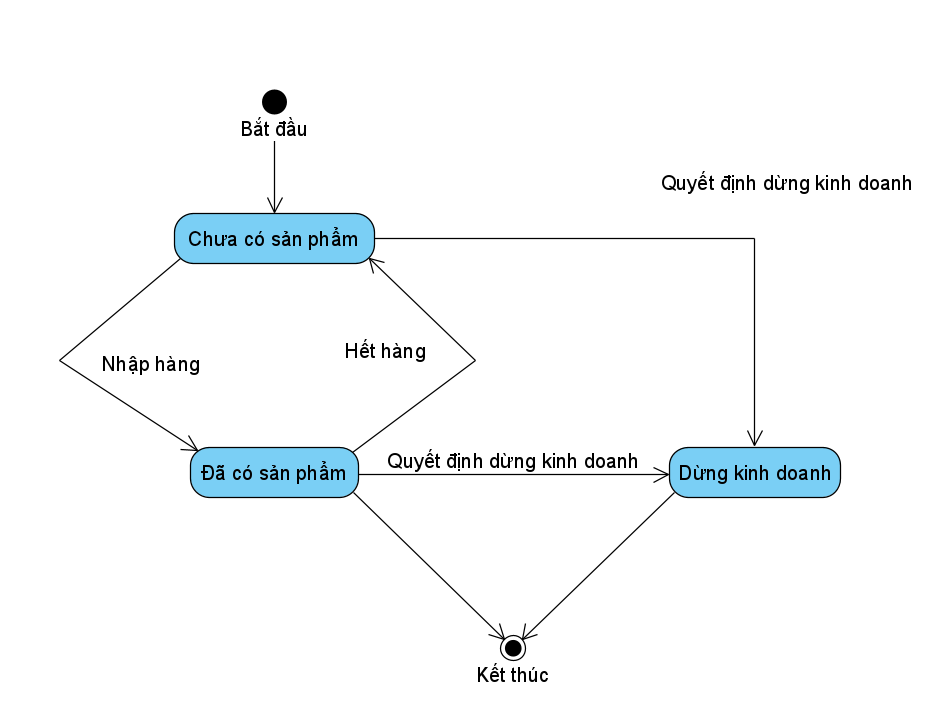 Bắt đầu
Quyết định dừng kinh doanh
Chưa có sản phẩm
Hết hàng
Nhập hàng
Quyết định dừng kinh doanh
Đã có sản phẩm
Dừng kinh doanh
Kết thúc